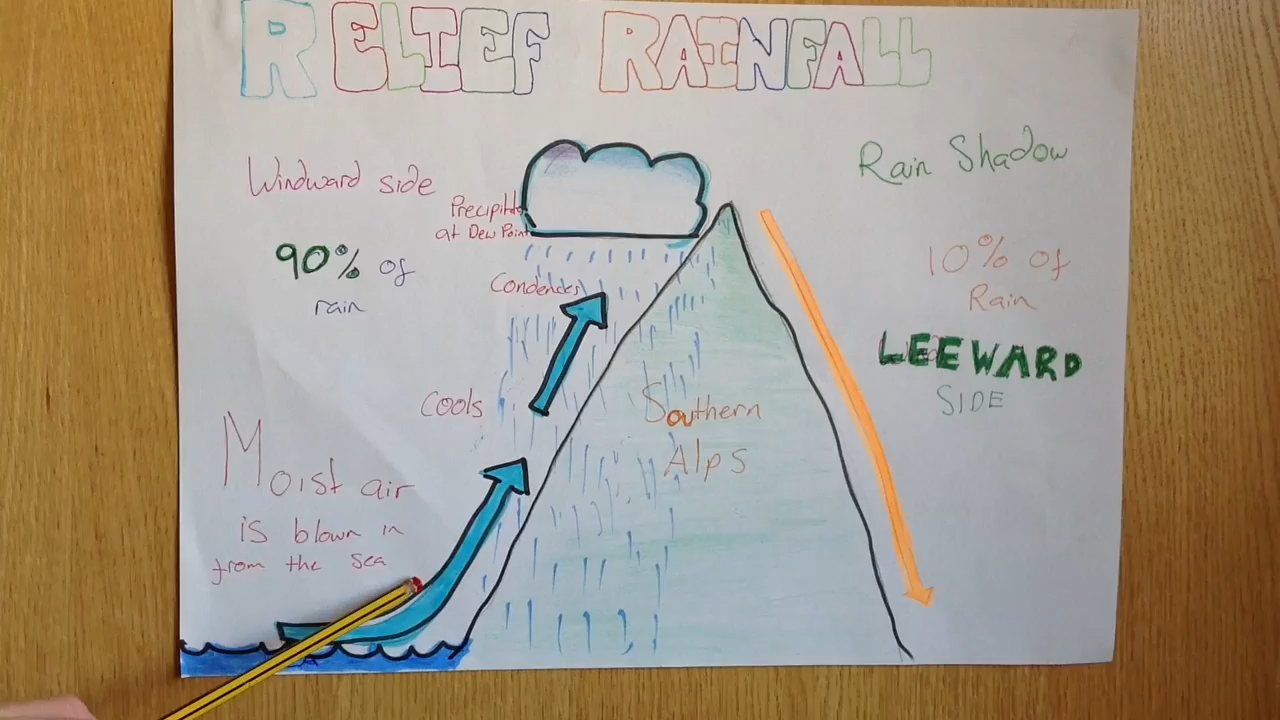 RELIEF RAINFALL
Windward side
90% of
rain
Precipitates
at Dew Point
Condenses
Cools
Moist air
is blown in
from the sea
Southern
Alps
Rain Shadow
10% of
Rain
LEEWARD
SIDE